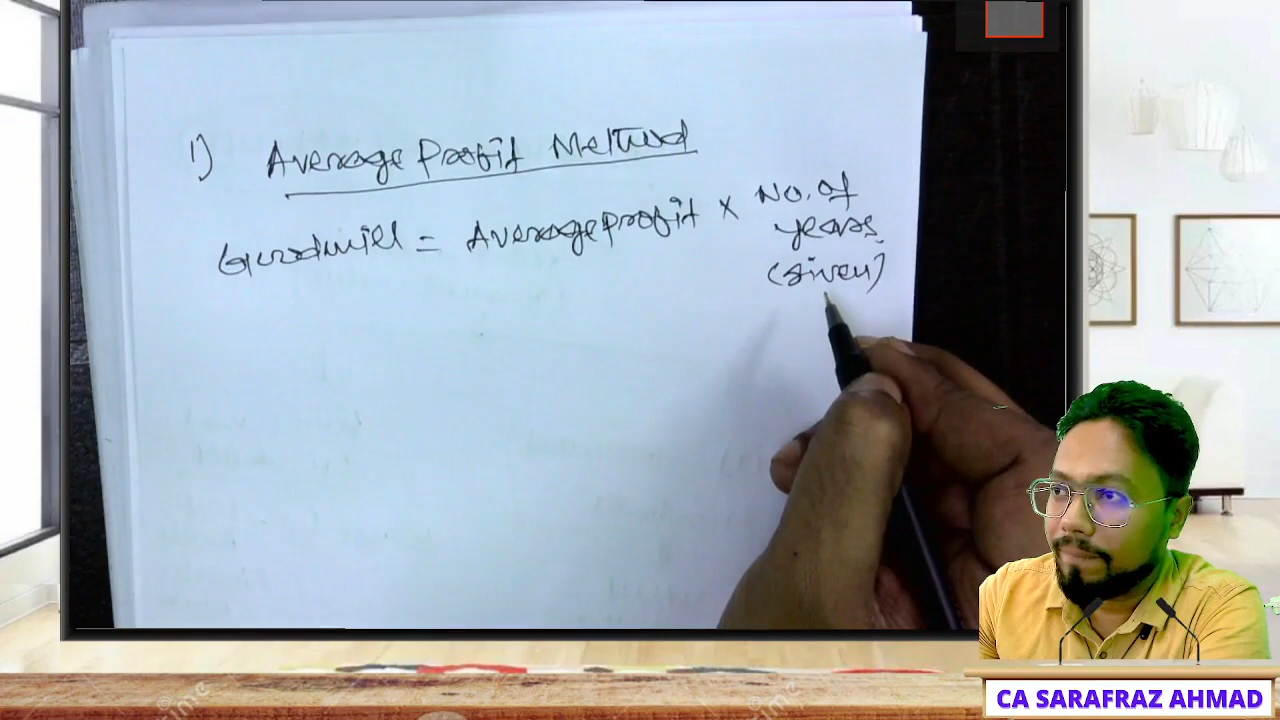 1) Average Profit Method
Goodwill = Average profit × No. of
years
(given)
CA SARAFRAZ AHMAD